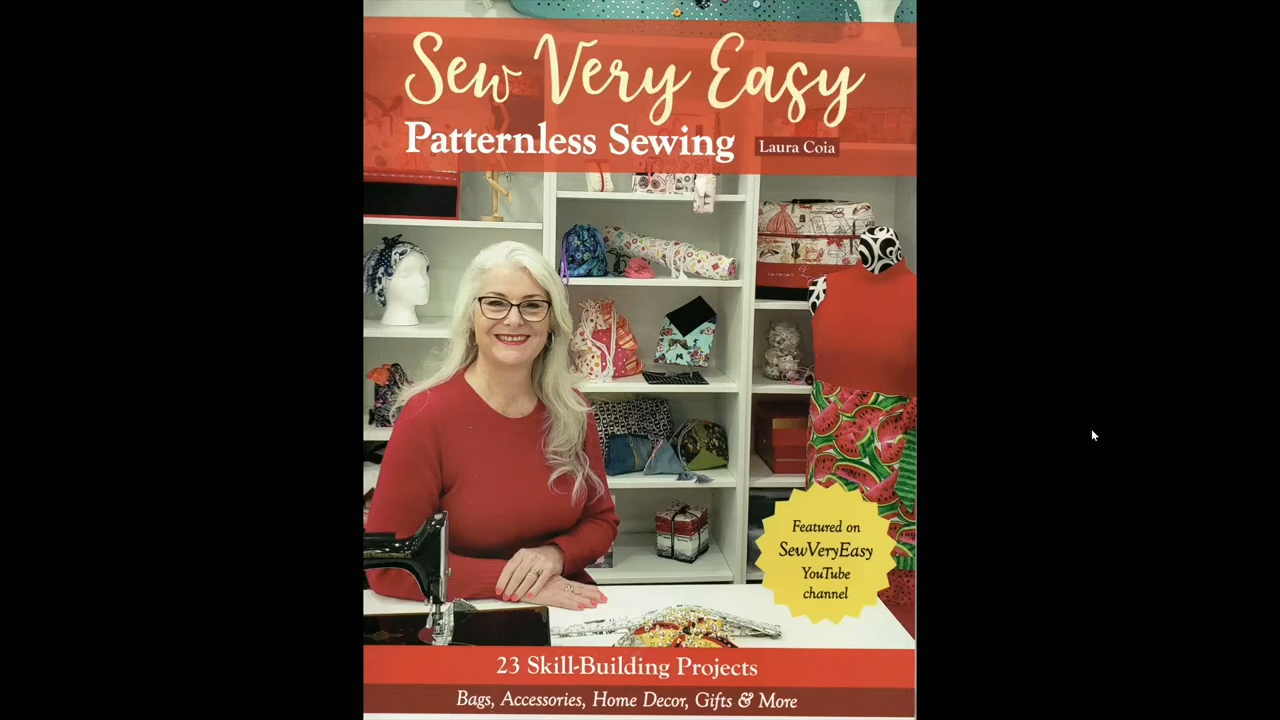 Sew Very Easy
Patternless Sewing
Laura Coia
Featured on
SewVeryEasy
YouTube
channel
23 Skill-Building Projects
Bags, Accessories, Home Decor, Gifts & More